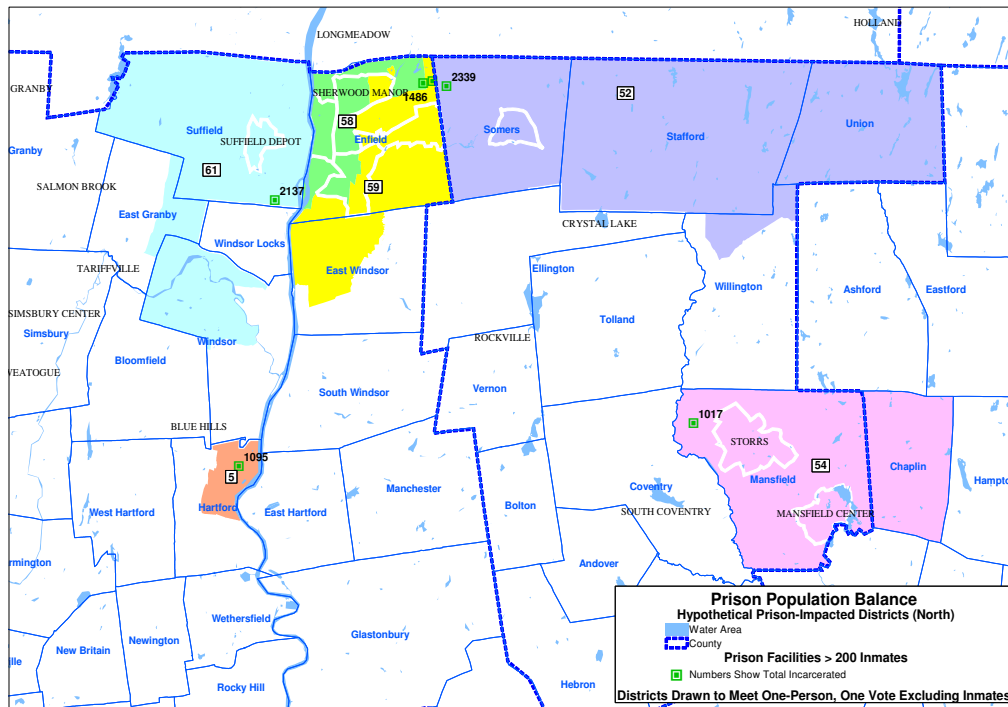 HOLLAND
LONGMEADOW
GRANBY
2339
SHERWOOD MANOR
1486
52
Suffield
58
Somers
Stafford
Union
Enfield
SUFFIELD DEPOT
Granby
61
59
SALMON BROOK
2137
East Granby
CRYSTAL LAKE
Windsor Locks
TARIFFVILLE
East Windsor
Ellington
Willington
Ashford
Eastford
SIMSBURY CENTER
Simsbury
Tolland
ROCKVILLE
Windsor
Bloomfield
WEATOGUE
South Windsor
Vernon
BLUE HILLS
1017
STORRS
1095
5
54
Chaplin
Mansfield
Hampt
Manchester
Coventry
West Hartford
Hartford
East Hartford
Bolton
SOUTH COVENTRY
MANSFIELD CENTER
rmington
Andover
Wethersfield
Glastonbury
Newington
New Britain
lle
Rocky Hill
Hebron
Prison Population Balance
Hypothetical Prison-Impacted Districts (North)
Water Area
County
Prison Facilities > 200 Inmates
Numbers Show Total Incarcerated
Districts Drawn to Meet One-Person, One Vote Excluding Inmates